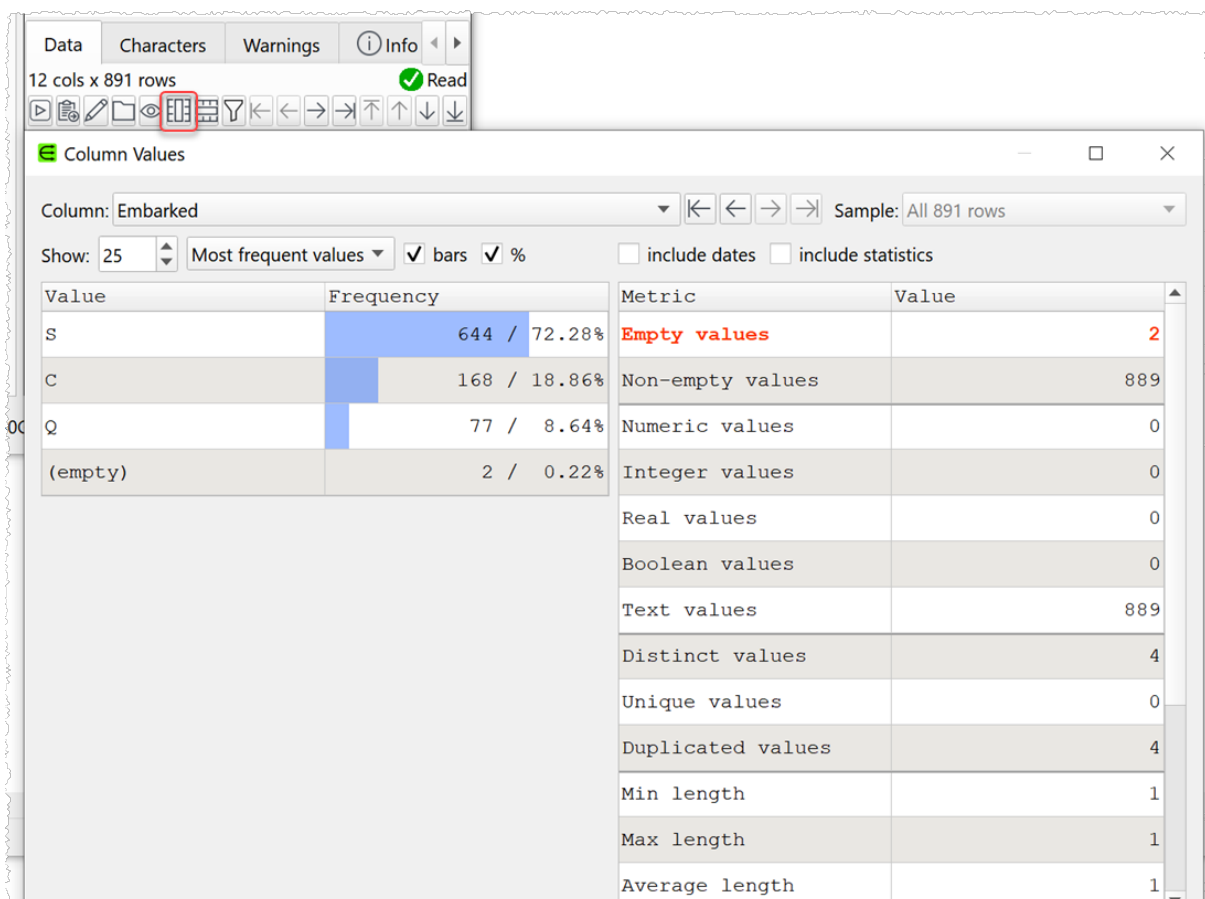 Data Characters Warnings Info
12 cols x 891 rows Read
Column Values
Column: Embarked Sample: All 891 rows
Show: 25 Most frequent values bars % include dates include statistics
Value Frequency Metric Value
S 644 / 72.28% Empty values 2
C 168 / 18.86% Non-empty values 889
Q 77 / 8.64% Numeric values 0
(empty) 2 / 0.22% Integer values 0
Real values 0
Boolean values 0
Text values 889
Distinct values 4
Unique values 0
Duplicated values 4
Min length 1
Max length 1
Average length 1